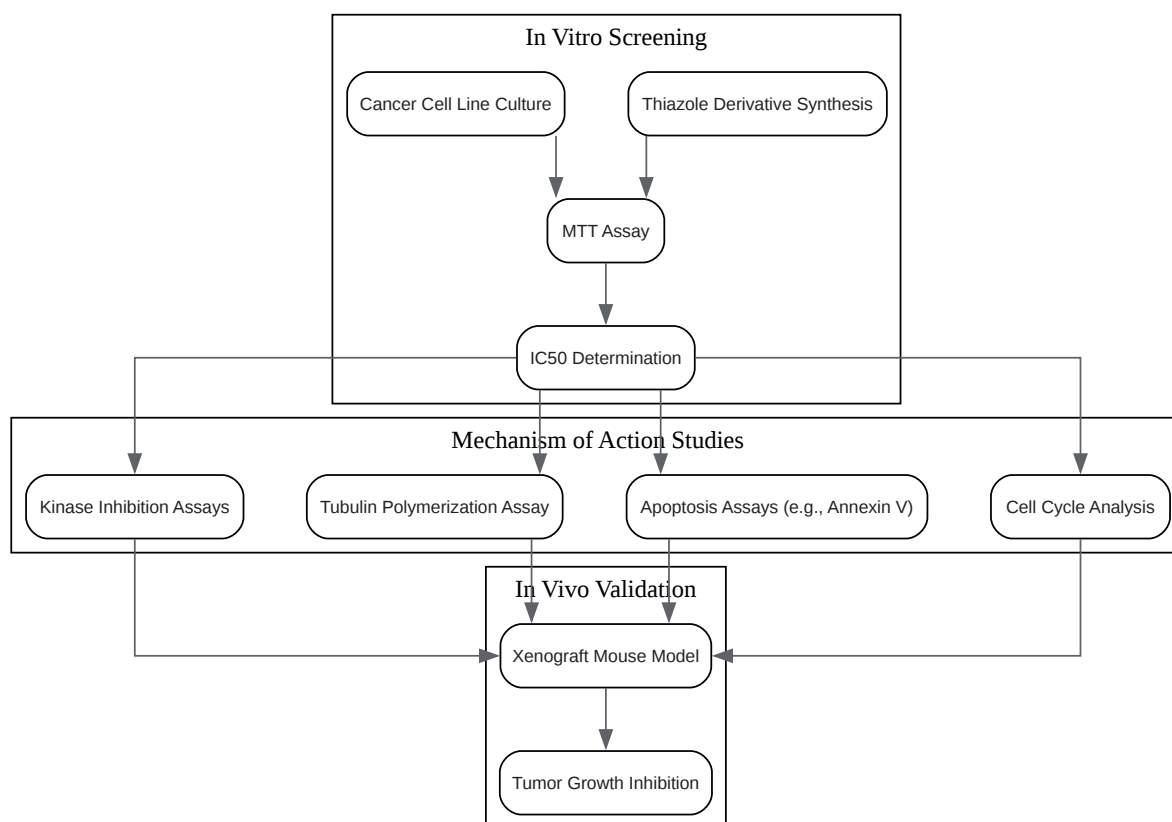 In Vitro Screening
Cancer Cell Line Culture
Thiazole Derivative Synthesis
MTT Assay
IC50 Determination
Mechanism of Action Studies
Kinase Inhibition Assays
Tubulin Polymerization Assay
Apoptosis Assays (e.g., Annexin V)
Cell Cycle Analysis
In Vivo Validation
Xenograft Mouse Model
Tumor Growth Inhibition